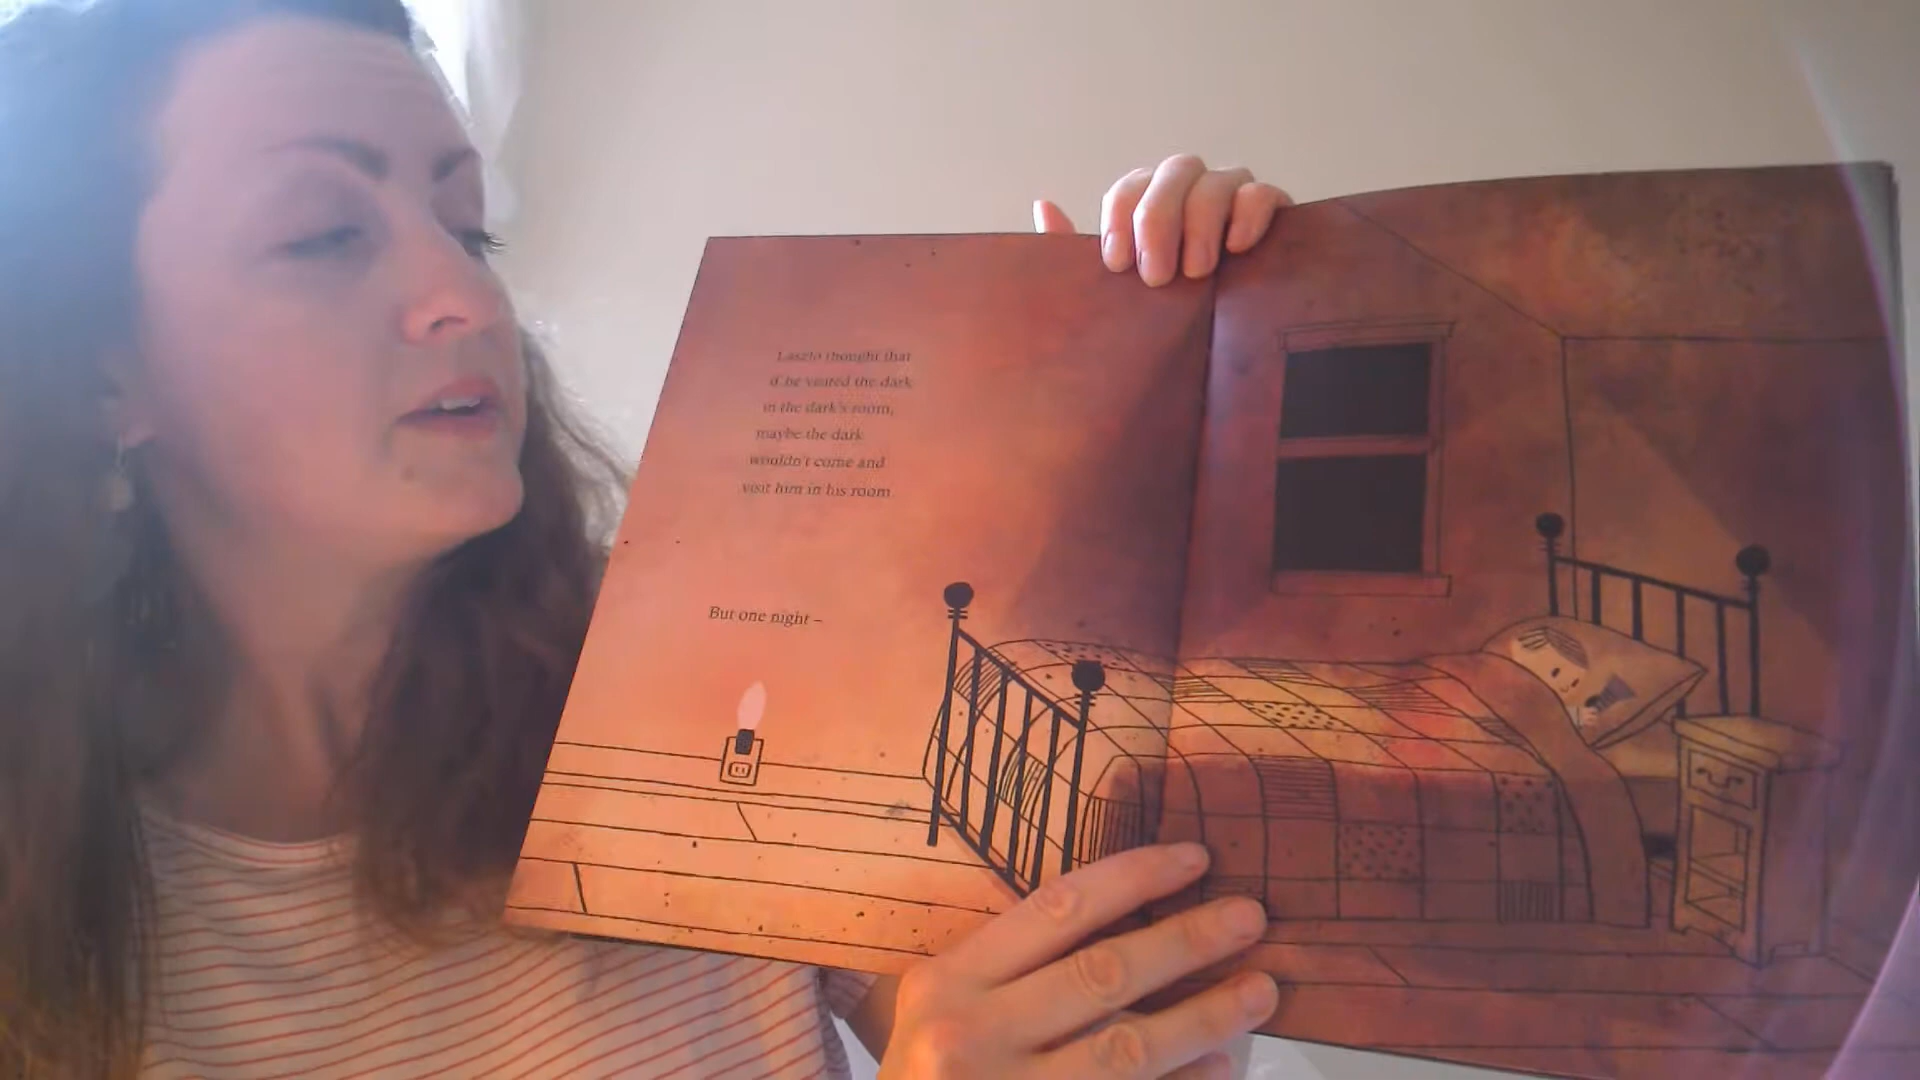 Laszlo thought that
if he visited the dark
in the dark's room,
maybe the dark
wouldn't come and
visit him in his room.
But one night –